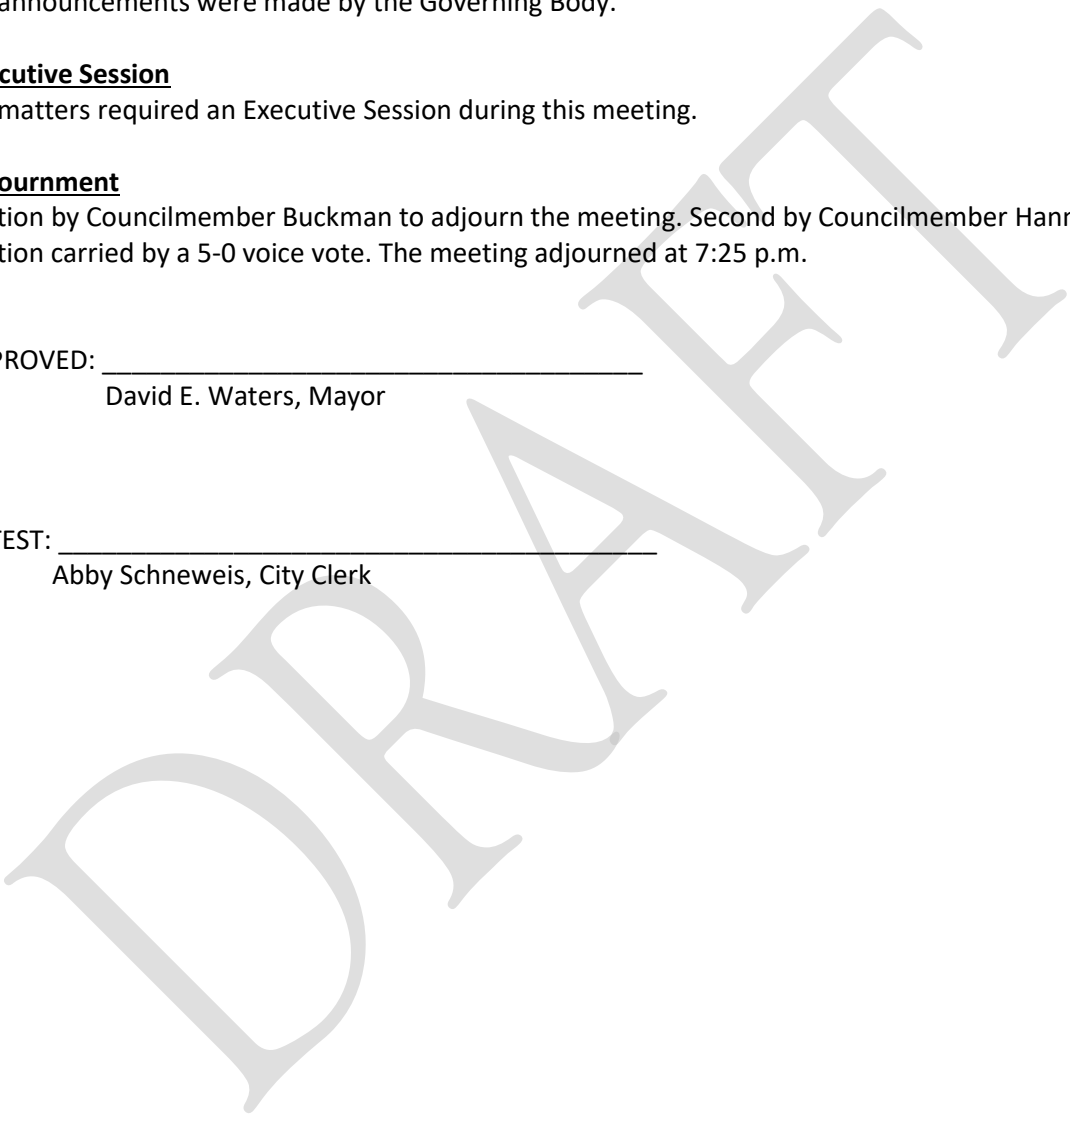 announcements were made by the Governing Body.
cutive Session
matters required an Executive Session during this meeting.
ournment
tion by Councilmember Buckman to adjourn the meeting. Second by Councilmember Hann
tion carried by a 5-0 voice vote. The meeting adjourned at 7:25 p.m.
PROVED: ____________________________________
David E. Waters, Mayor
TEST: ________________________________________
Abby Schneweis, City Clerk
DRAFT